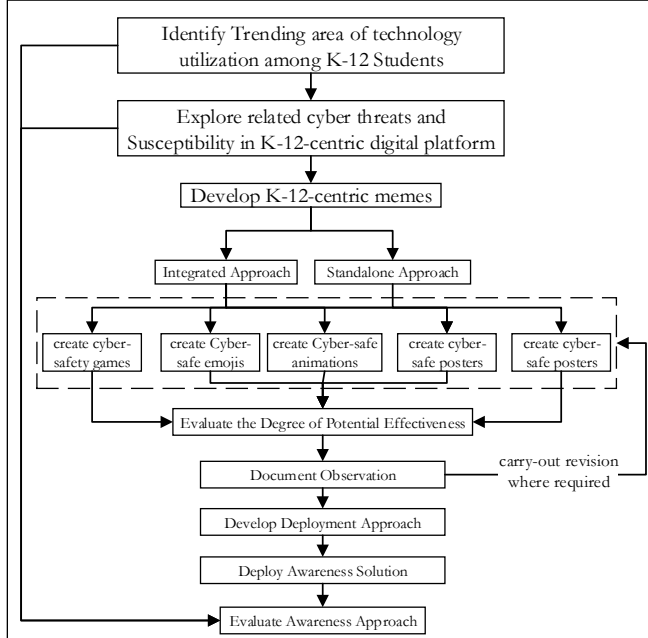 Identify Trending area of technology
utilization among K-12 Students
Explore related cyber threats and
Susceptibility in K-12-centric digital platform
Develop K-12-centric memes
Integrated Approach
Standalone Approach
create cyber-
safety games
create Cyber-
safe emojis
create Cyber-safe
animations
create cyber-
safe posters
create cyber-safe
posters
Evaluate the Degree of Potential Effectiveness
Document Observation
carry-out revision
where required
Develop Deployment Approach
Deploy Awareness Solution
Evaluate Awareness Approach